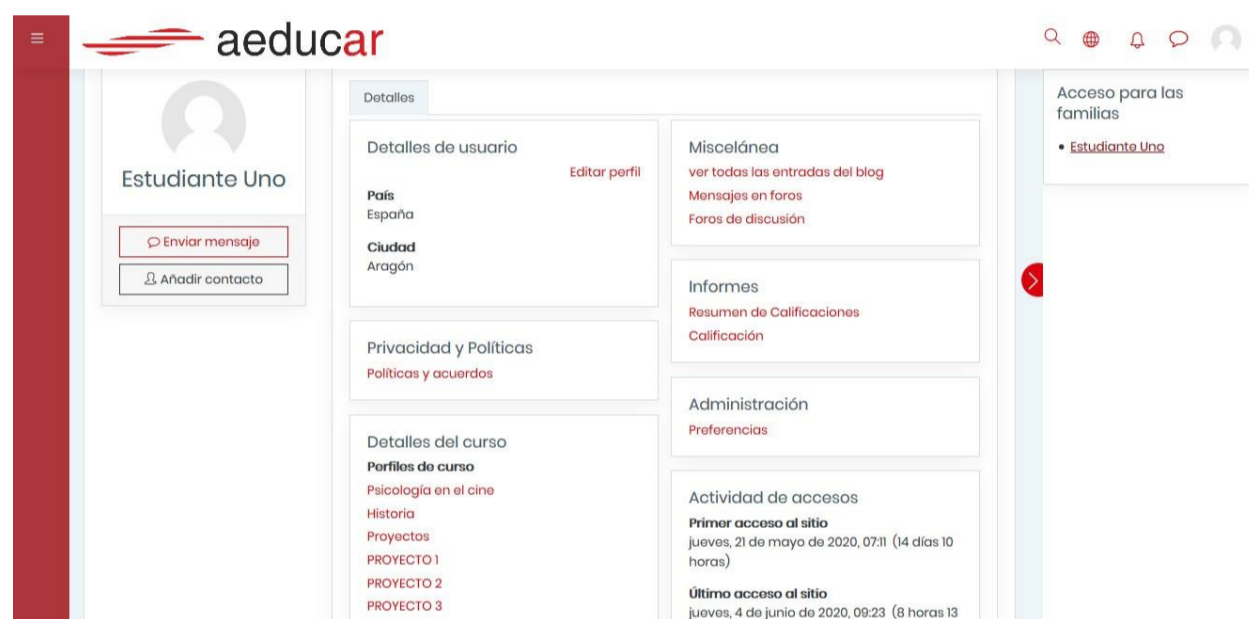 aeducar
Estudiante Uno
Enviar mensaje
Añadir contacto
Detalles
Detalles de usuario
Editar perfil
País
España
Ciudad
Aragón
Privacidad y Políticas
Políticas y acuerdos
Detalles del curso
Perfiles de curso
Psicología en el cine
Historia
Proyectos
PROYECTO 1
PROYECTO 2
PROYECTO 3
Miscelánea
ver todas las entradas del blog
Mensajes en foros
Foros de discusión
Informes
Resumen de Calificaciones
Calificación
Administración
Preferencias
Actividad de accesos
Primer acceso al sitio
jueves, 21 de mayo de 2020, 07:11 (14 días 10
horas)
Último acceso al sitio
jueves, 4 de junio de 2020, 09:23 (8 horas 13
Acceso para las
familias
Estudiante Uno